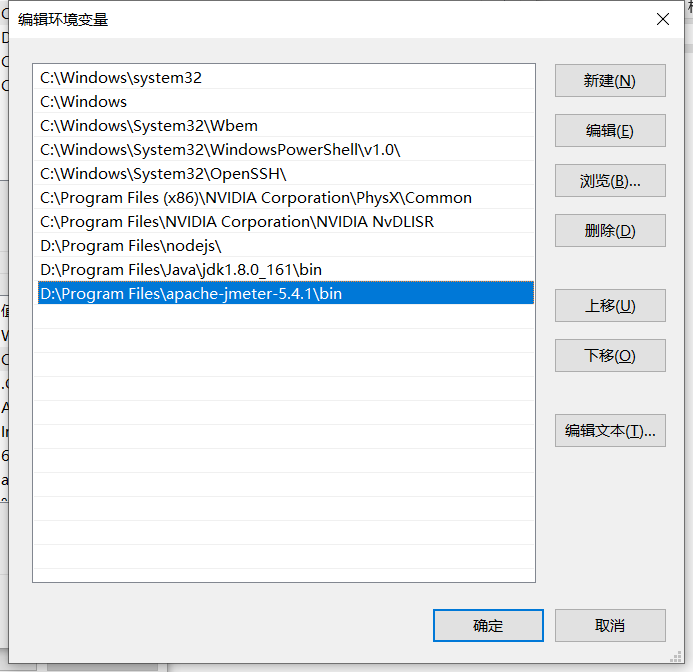 编辑环境变量
C:\Windows\system32
C:\Windows
C:\Windows\System32\Wbem
C:\Windows\System32\WindowsPowerShell\v1.0\
C:\Windows\System32\OpenSSH\
C:\Program Files (x86)\NVIDIA Corporation\PhysX\Common
C:\Program Files\NVIDIA Corporation\NVIDIA NvDLISR
D:\Program Files\nodejs\
D:\Program Files\Java\jdk1.8.0_161\bin
D:\Program Files\apache-jmeter-5.4.1\bin
新建(N)
编辑(E)
浏览(B)...
删除(D)
上移(U)
下移(O)
编辑文本(T)...
确定
取消